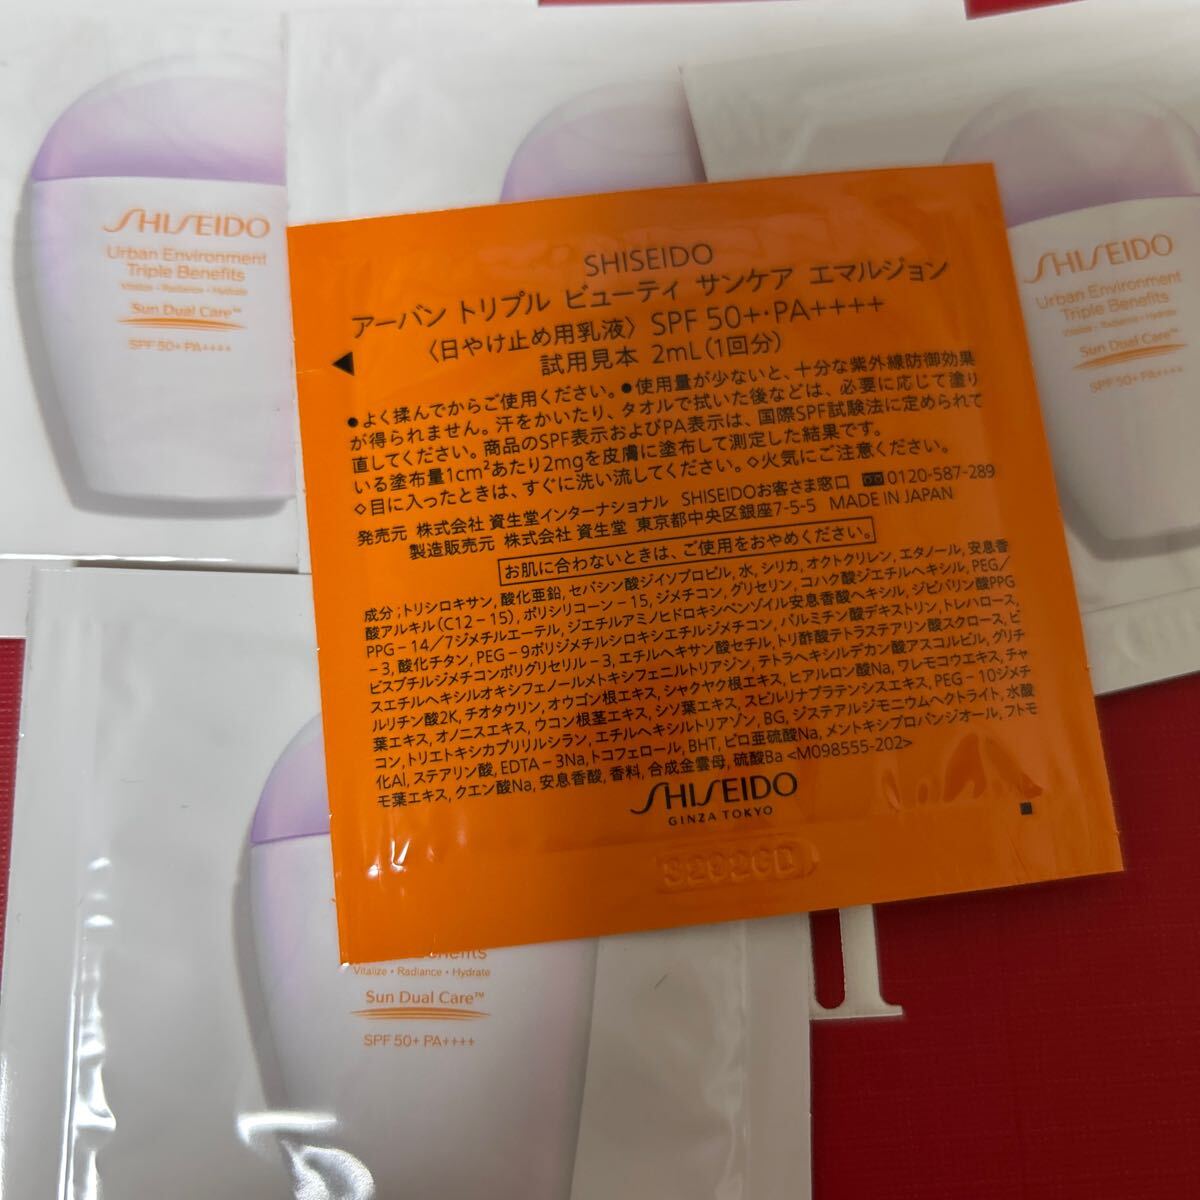 SHISEIDO
Urban Environment
Triple Benefits
Vitalize • Radiance • Hydrate
Sun Dual Care™
SPF 50+ PA++++
SHISEIDO
Urban Environment
Triple Benefits
Vitalize • Radiance • Hydrate
Sun Dual Care™
SPF 50+ PA++++
SHISEIDO
アーバン トリプル ビューティ サンケア エマルジョン
〈日やけ止め用乳液〉 SPF 50+・PA++++
試用見本 2mL(1回分)
●よく揉んでからご使用ください。●使用量が少ないと、十分な紫外線防御効果
が得られません。汗をかいたり、タオルで拭いた後などは、必要に応じて塗り
直してください。商品のSPF表示およびPA表示は、国際SPF試験法に定められて
いる塗布量1cm²あたり2mgを皮膚に塗布して測定した結果です。
◇目に入ったときは、すぐに洗い流してください。◇火気にご注意ください。
発売元 株式会社 資生堂インターナショナル SHISEIDOお客さま窓口 0120-587-289
製造販売元 株式会社 資生堂 東京都中央区銀座7-5-5 MADE IN JAPAN
お肌に合わないときは、ご使用をおやめください。
成分;トリシロキサン, 酸化亜鉛, セバシン酸ジイソプロピル, 水, シリカ, オクトクリレン, エタノール, 安息香
酸アルキル(C12-15), ポリシリコーン-15, ジメチコン, グリセリン, コハク酸ジエチルヘキシル, PEG/
PPG-14/7ジメチルエーテル, ジエチルアミノヒドロキシベンゾイル安息香酸ヘキシル, ジピバリン酸PPG
-3, 酸化チタン, PEG-9ポリジメチルシロキシエチルジメチコン, パルミチン酸デキストリン, トレハロース,
ビスブチルジメチコンポリグリセリル-3, エチルヘキサン酸セチル, トリ酢酸テトラステアリン酸スクロース, ビ
スエチルヘキシルオキシフェノールメトキシフェニルトリアジン, テトラヘキシルデカン酸アスコルビル, グリチ
ルリチン酸2K, チオタウリン, オウゴン根エキス, シャクヤク根エキス, ヒアルロン酸Na, ワレモコウエキス, チャ
葉エキス, オノニスエキス, ウコン根茎エキス, シソ葉エキス, スピルリナプラテンシスエキス, PEG-10ジメチ
コン, トリエトキシカプリリルシラン, エチルヘキシルトリアゾン, BG, ジステアルジモニウムヘクトライト, 水酸
化Al, ステアリン酸, EDTA-3Na, トコフェロール, BHT, ピロ亜硫酸Na, メントキシプロパンジオール, フトモ
モ葉エキス, クエン酸Na, 安息香酸, 香料, 合成金雲母, 硫酸Ba <M098555-202>
SHISEIDO
GINZA TOKYO
Vitalize • Radiance • Hydrate
Sun Dual Care™
SPF 50+ PA++++